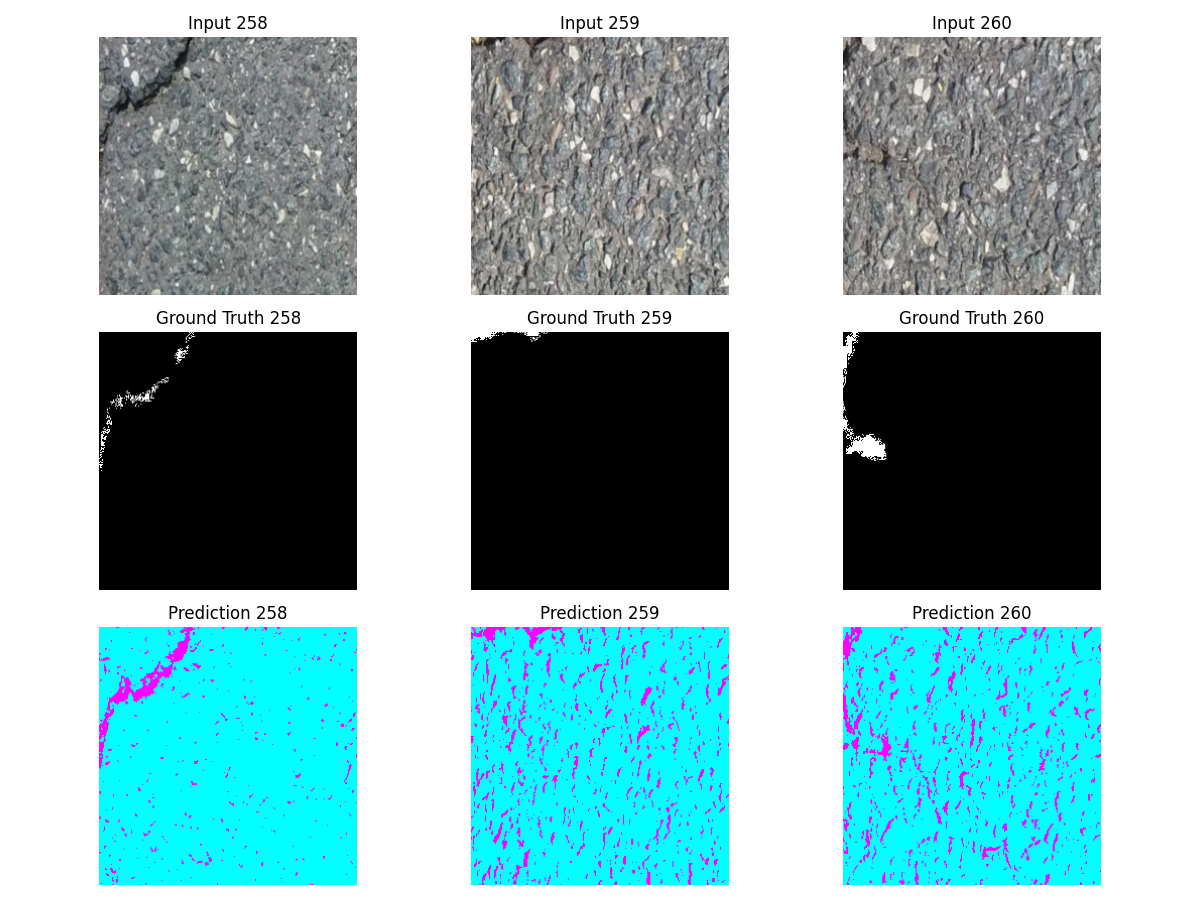 Input 258
Input 259
Input 260
Ground Truth 258
Ground Truth 259
Ground Truth 260
Prediction 258
Prediction 259
Prediction 260